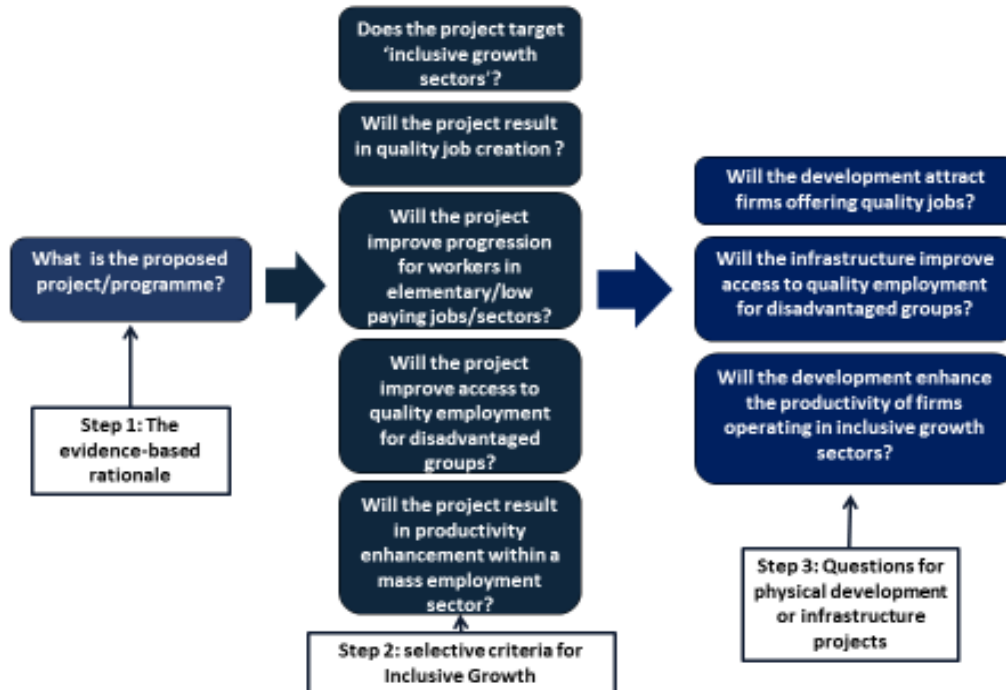 What is the proposed
project/programme?
Step 1: The
evidence-based
rationale
Does the project target
‘inclusive growth
sectors’?
Will the project result
in quality job creation ?
Will the project
improve progression
for workers in
elementary/low
paying jobs/sectors?
Will the project
improve access to
quality employment
for disadvantaged
groups?
Will the project result
in productivity
enhancement within a
mass employment
sector?
Step 2: selective criteria for
Inclusive Growth
Will the development attract
firms offering quality jobs?
Will the infrastructure improve
access to quality employment
for disadvantaged groups?
Will the development enhance
the productivity of firms
operating in inclusive growth
sectors?
Step 3: Questions for
physical development
or infrastructure
projects